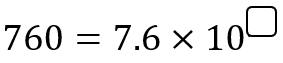 760 = 7.6 × 10^□